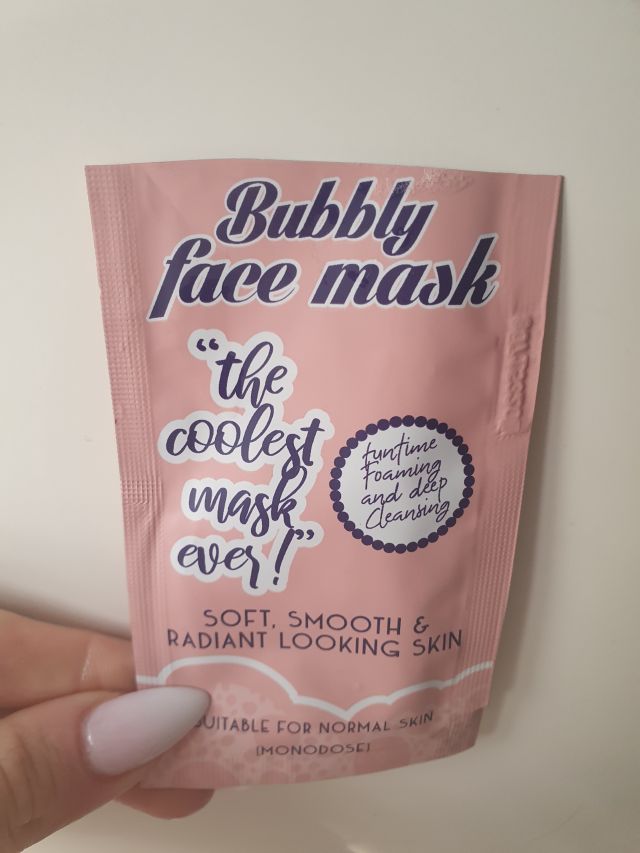 Bubbly
face mask
“the
coolest
mask
ever!”
funtime
Foaming
and deep
Cleansing
SOFT, SMOOTH &
RADIANT LOOKING SKIN
SUITABLE FOR NORMAL SKIN
[MONODOSE]